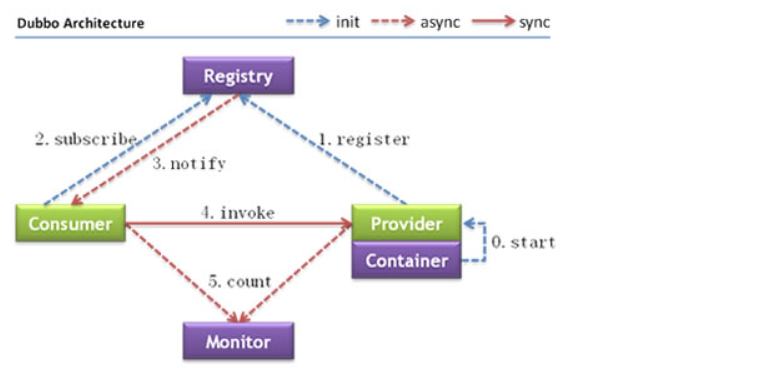 Dubbo Architecture
init
async
sync
Registry
2. subscribe
1. register
3. notify
Consumer
4. invoke
Provider
0. start
Container
5. count
Monitor